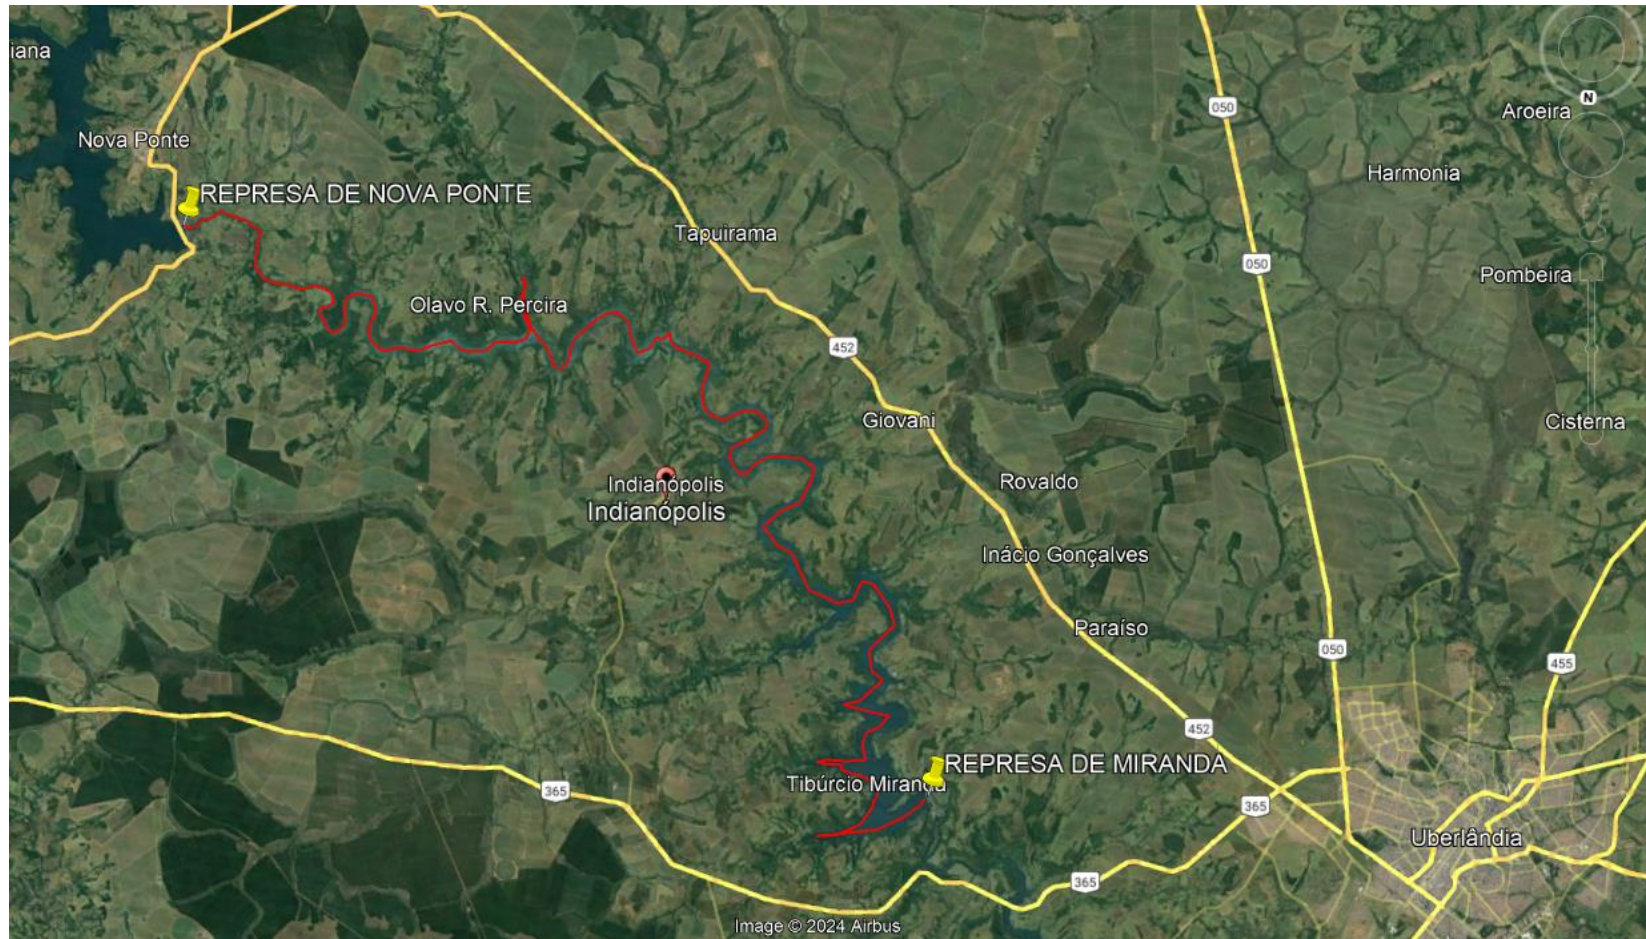 iana
Nova Ponte
REPRESA DE NOVA PONTE
Olavo R. Percira
Tapuirama
050
Aroeira
N
Harmonia
050
Pombeira
452
Giovani
Cisterna
Indianópolis
Indianópolis
Rovaldo
Inácio Gonçalves
Paraíso
050
455
452
REPRESA DE MIRANDA
Tibúrcio Miranda
365
365
Uberlândia
365
Image © 2024 Airbus